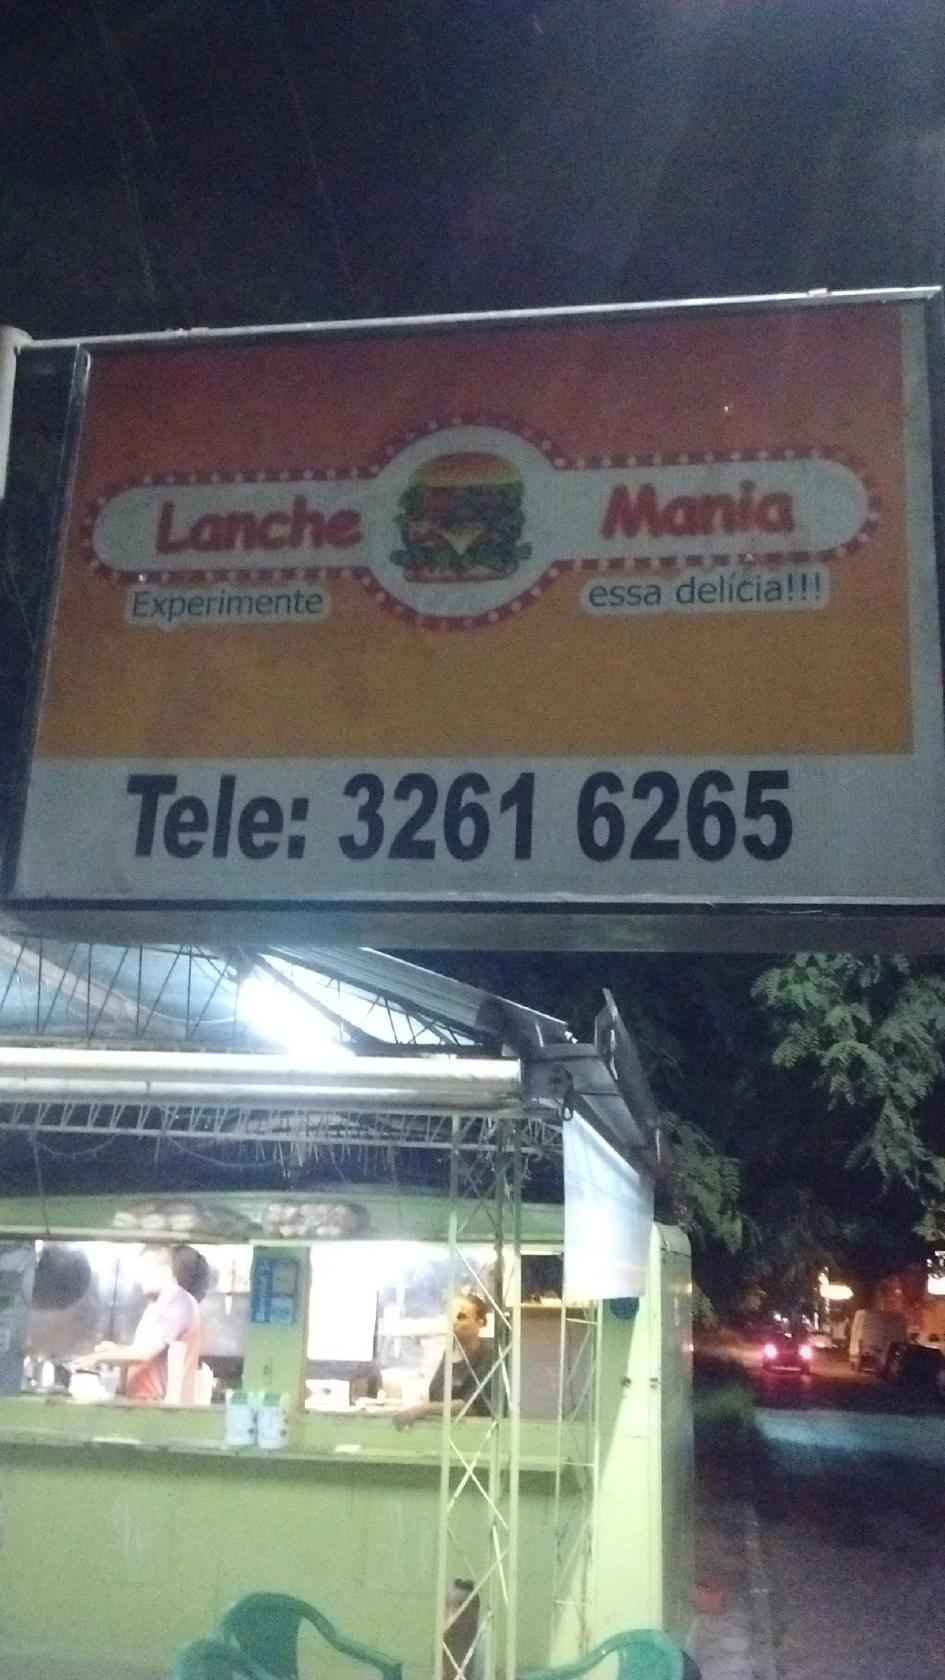 Lanche Mania
Experimente essa delícia!!!
Tele: 3261 6265